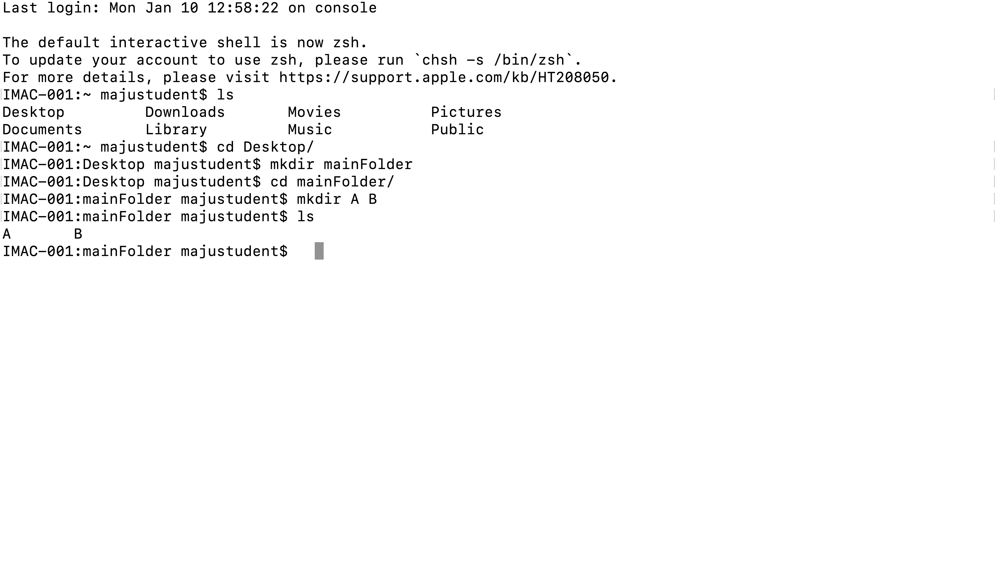 Last login: Mon Jan 10 12:58:22 on console

The default interactive shell is now zsh.
To update your account to use zsh, please run `chsh -s /bin/zsh`.
For more details, please visit https://support.apple.com/kb/HT208050.
IMAC-001:~ majustudent$ ls
Desktop         Downloads       Movies          Pictures
Documents       Library         Music           Public
IMAC-001:~ majustudent$ cd Desktop/
IMAC-001:Desktop majustudent$ mkdir mainFolder
IMAC-001:Desktop majustudent$ cd mainFolder/
IMAC-001:mainFolder majustudent$ mkdir A B
IMAC-001:mainFolder majustudent$ ls
A       B
IMAC-001:mainFolder majustudent$